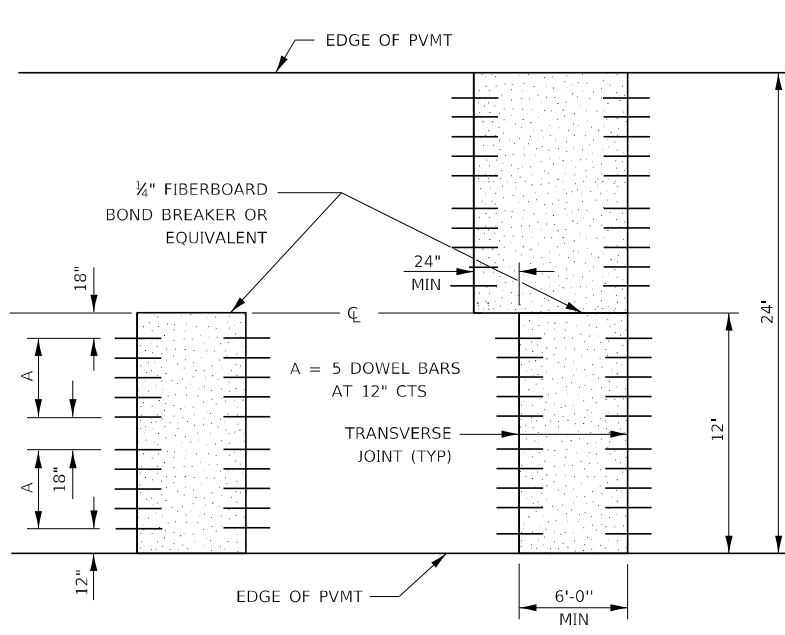 EDGE OF PVMT
¼" FIBERBOARD
BOND BREAKER OR
EQUIVALENT
18"
24"
MIN
24'
℄
A
A = 5 DOWEL BARS
AT 12" CTS
12'
TRANSVERSE
JOINT (TYP)
A
18"
12"
EDGE OF PVMT
6'-0"
MIN